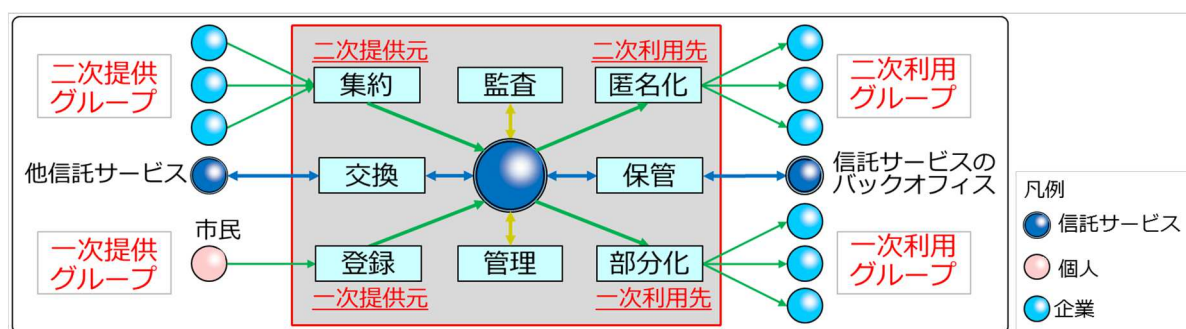 二次提供
グループ
二次提供元
集約
監査
二次利用先
匿名化
二次利用
グループ
他信託サービス
交換
保管
信託サービスの
バックオフィス
一次提供
グループ
市民
登録
一次提供元
管理
部分化
一次利用先
一次利用
グループ
凡例
信託サービス
個人
企業